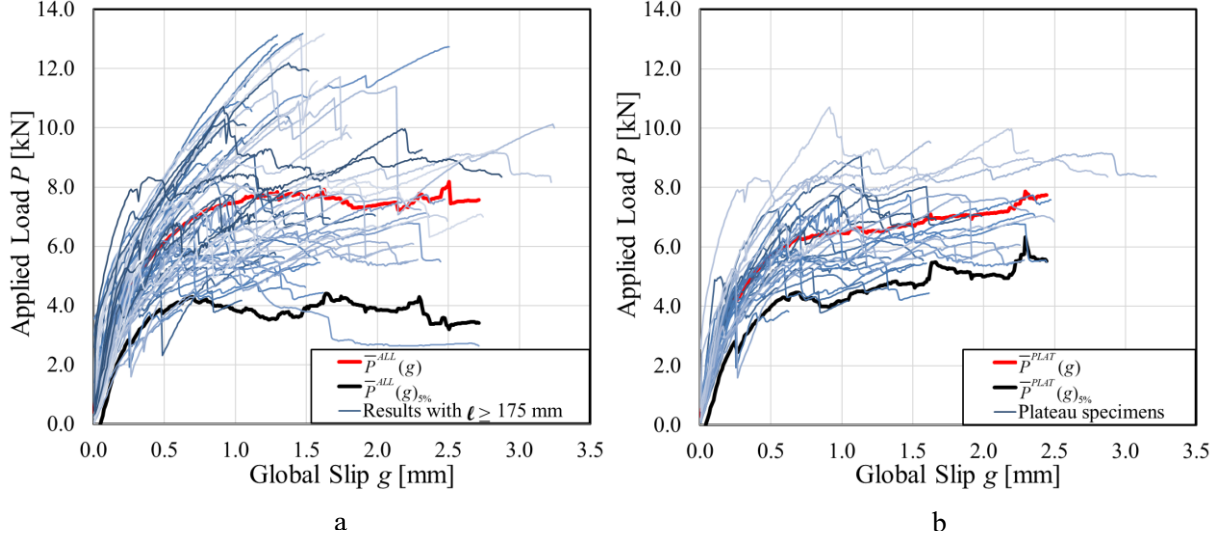 14.0
12.0
10.0
8.0
6.0
4.0
2.0
0.0
Applied Load P [kN]
P̅ᴬᴸᴸ(g)
P̅ᴬᴸᴸ(g)₅%
Results with ℓ ≥ 175 mm
0.0 0.5 1.0 1.5 2.0 2.5 3.0 3.5
Global Slip g [mm]
a
14.0
12.0
10.0
8.0
6.0
4.0
2.0
0.0
Applied Load P [kN]
P̅ᴾᴸᴬᵀ(g)
P̅ᴾᴸᴬᵀ(g)₅%
Plateau specimens
0.0 0.5 1.0 1.5 2.0 2.5 3.0 3.5
Global Slip g [mm]
b